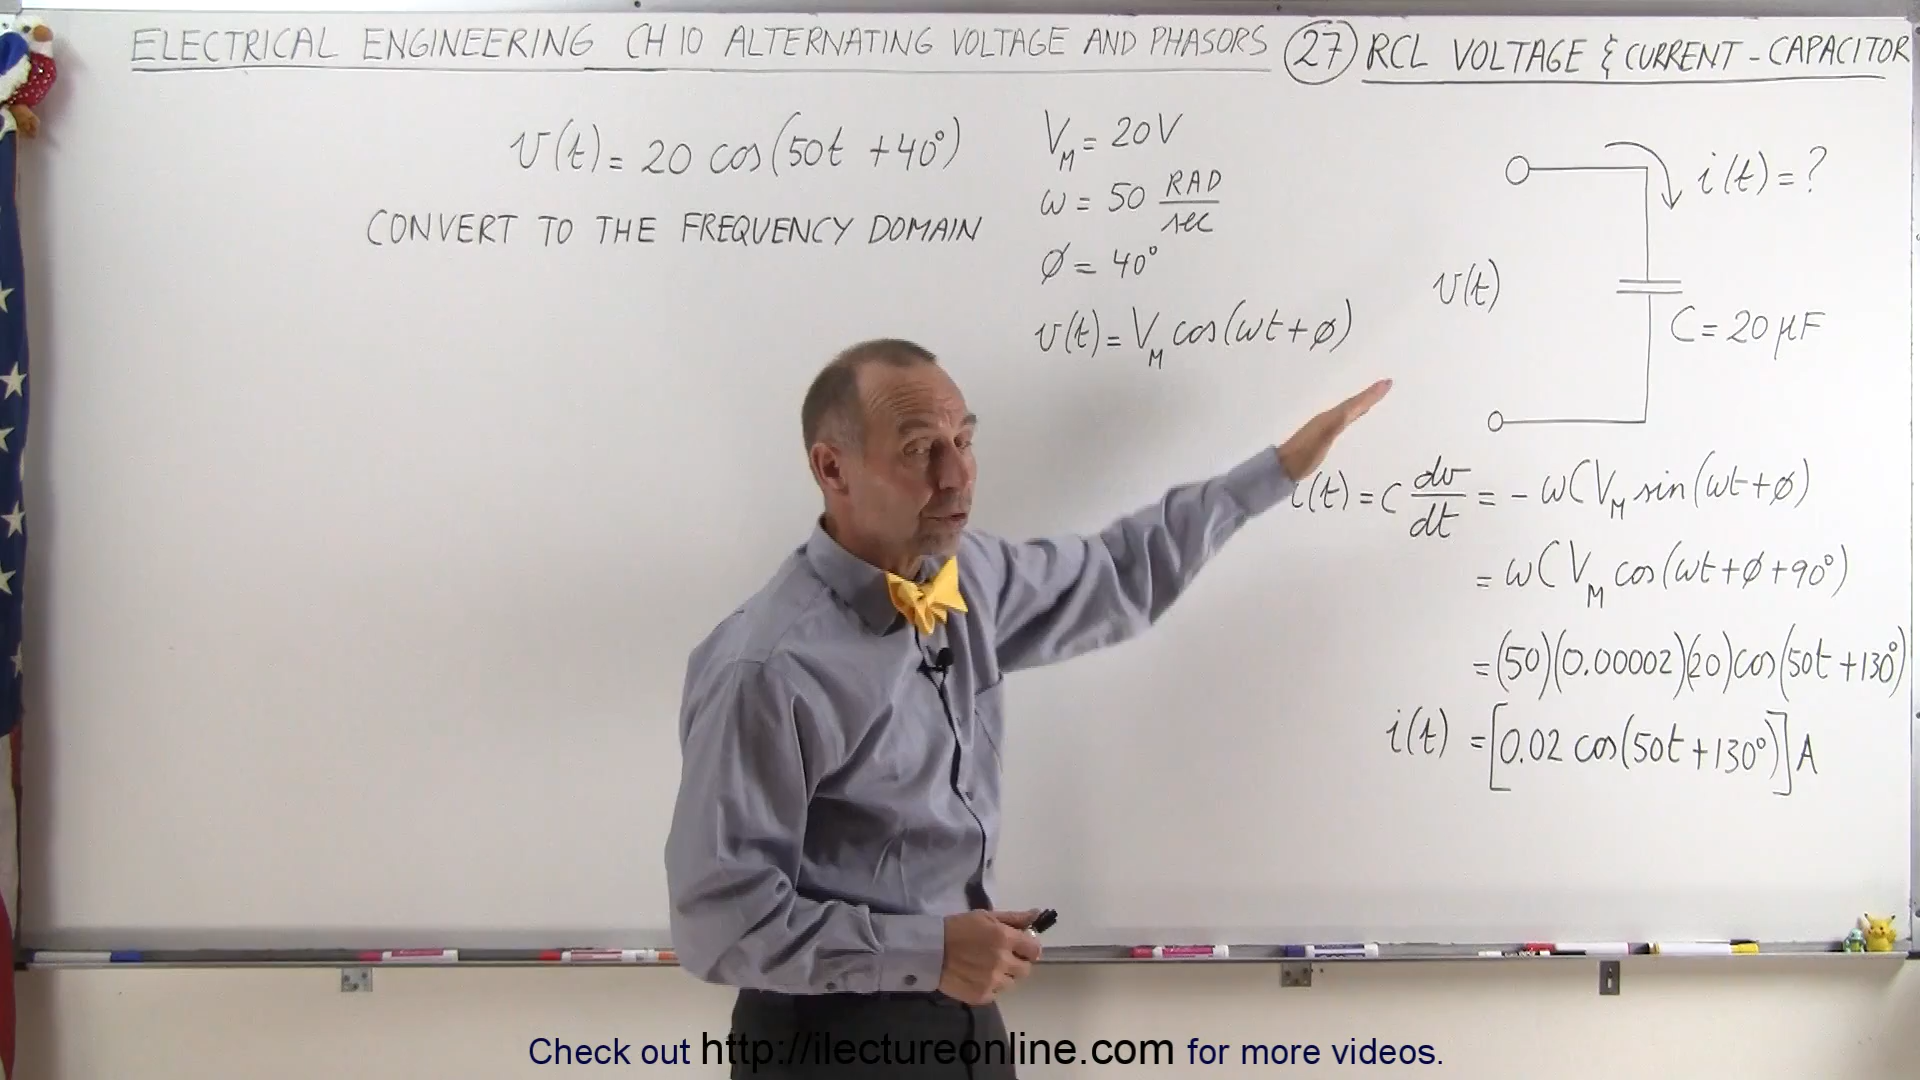 ELECTRICAL ENGINEERING CH 10 ALTERNATING VOLTAGE AND PHASORS (27) RCL VOLTAGE & CURRENT - CAPACITOR
v(t) = 20 cos(50t + 40°)
CONVERT TO THE FREQUENCY DOMAIN
V_M = 20V
ω = 50 RAD/sec
ø = 40°
v(t) = V_M cos(ωt + ø)
i(t) = ?
v(t)
C = 20 μF
i(t) = C dv/dt = - ωCV_M sin(ωt + ø)
= ωCV_M cos(ωt + ø + 90°)
= (50)(0.00002)(20)cos(50t + 130°)
i(t) = [0.02 cos(50t + 130°)] A
Check out http://ilectureonline.com for more videos.